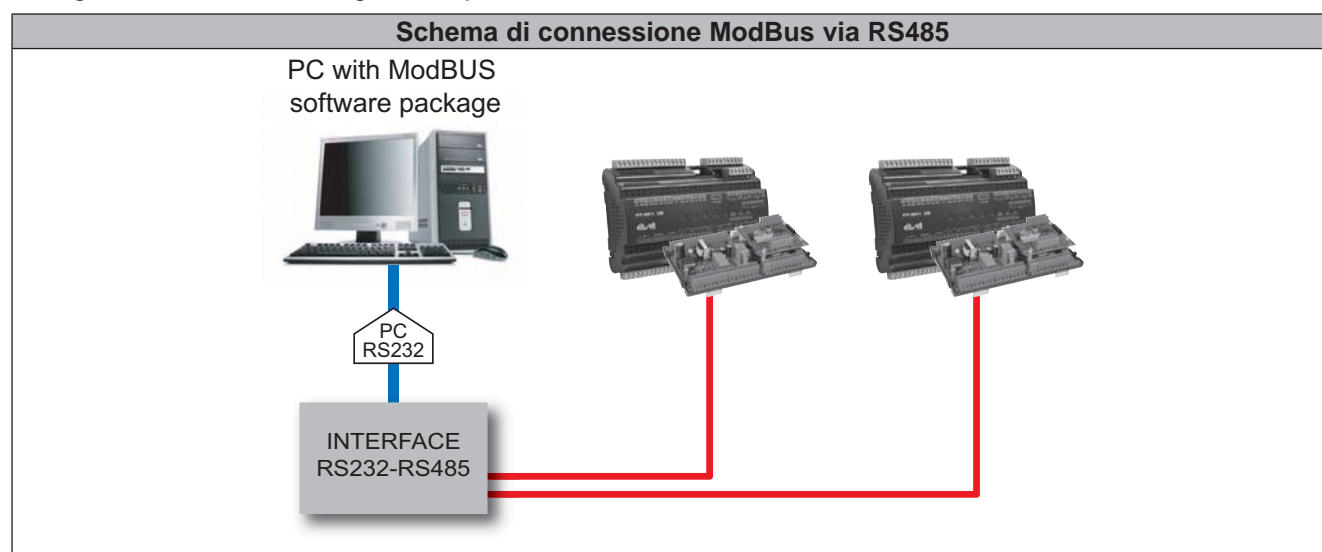 Schema di connessione ModBus via RS485
PC with ModBUS
software package
PC
RS232
INTERFACE
RS232-RS485